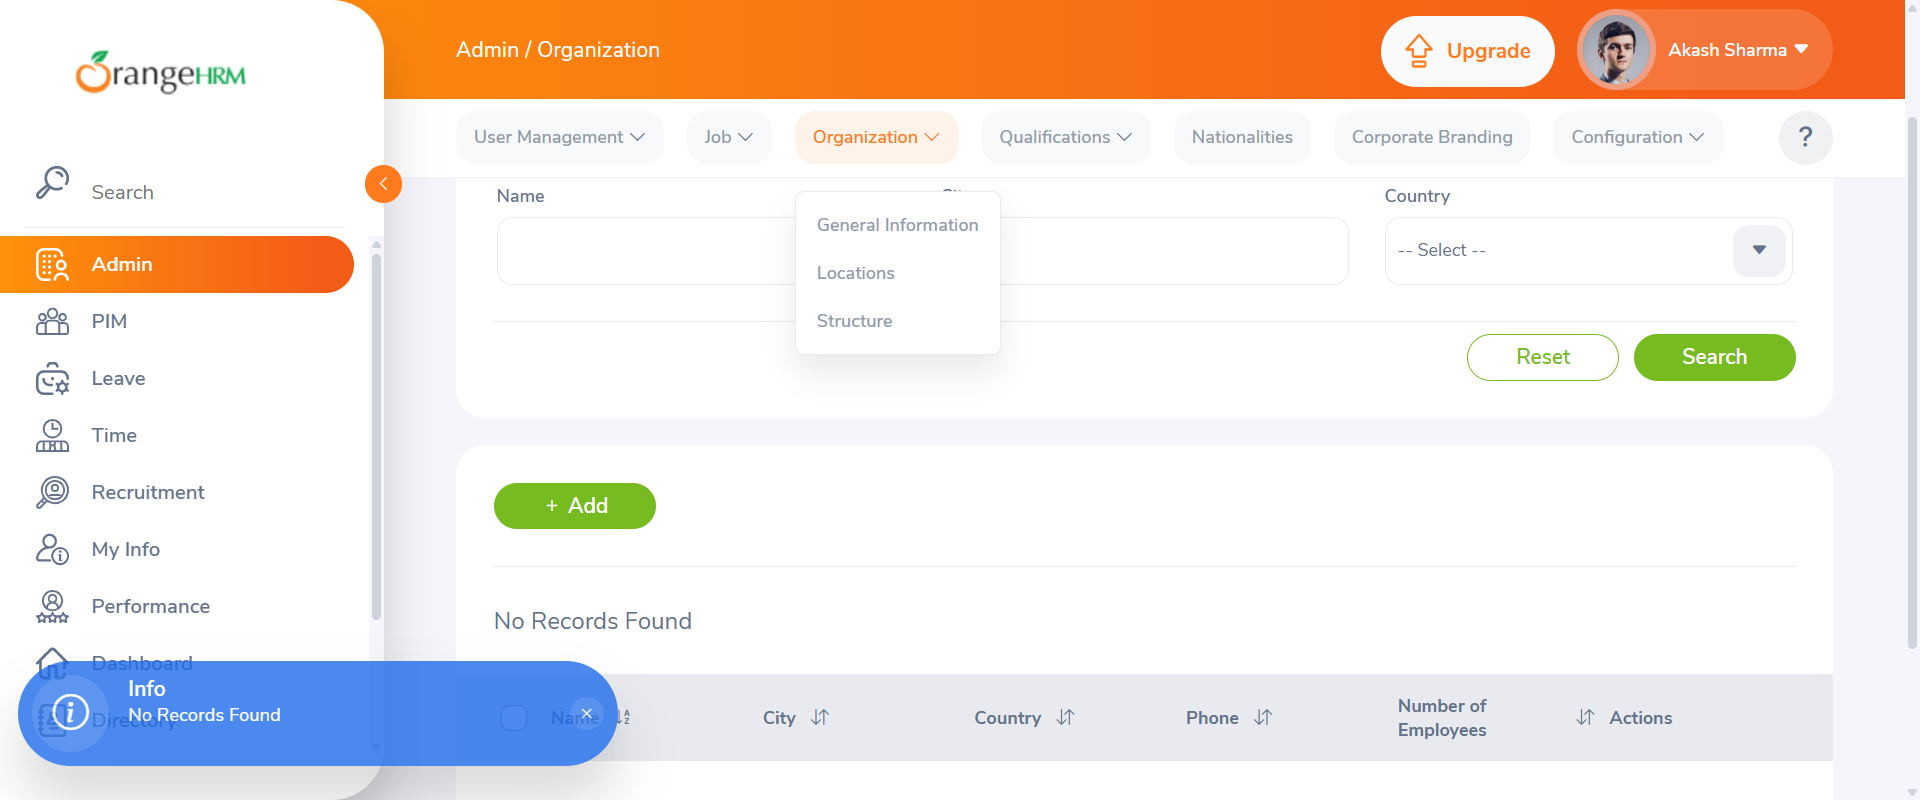 OrangeHRM
Admin / Organization
Upgrade
Akash Sharma
Search
User Management
Job
Organization
Qualifications
Nationalities
Corporate Branding
Configuration
?
Admin
PIM
Leave
Time
Recruitment
My Info
Performance
Dashboard
Directory
Name
Country
General Information
Locations
Structure
-- Select --
Reset
Search
+ Add
No Records Found
Name
City
Country
Phone
Number of
Employees
Actions
Info
No Records Found